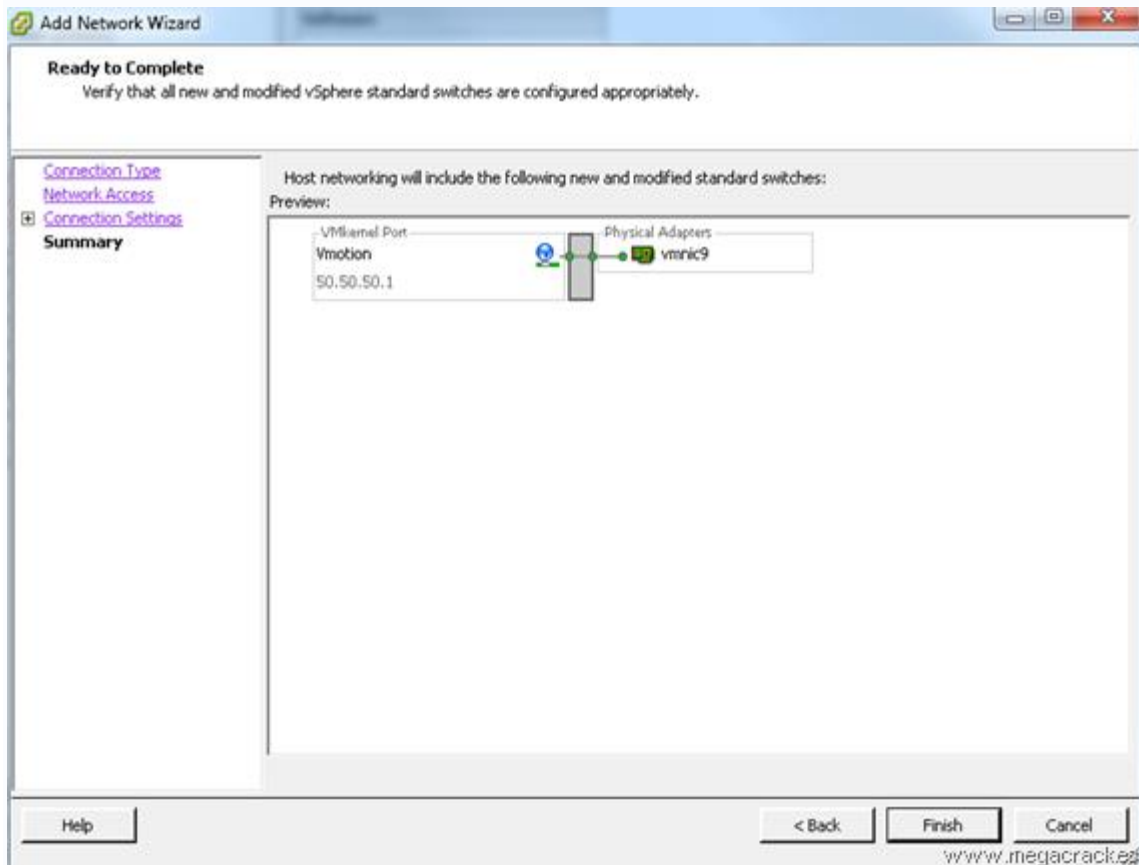 Add Network Wizard
Ready to Complete
Verify that all new and modified vSphere standard switches are configured appropriately.
Connection Type
Network Access
Connection Settings
Summary
Host networking will include the following new and modified standard switches:
Preview:
VMkernel Port
Vmotion
50.50.50.1
Physical Adapters
vmnic9
Help
< Back
Finish
Cancel
www.megacrack.es